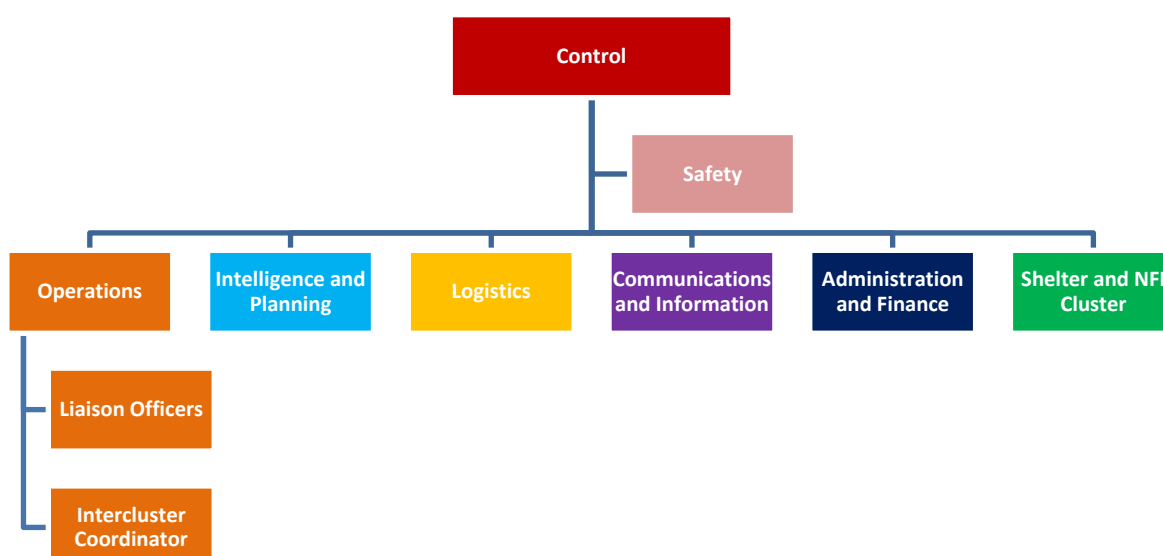 Control
Safety
Operations
Intelligence and
Planning
Logistics
Communications
and Information
Administration
and Finance
Shelter and NFI
Cluster
Liaison Officers
Intercluster
Coordinator